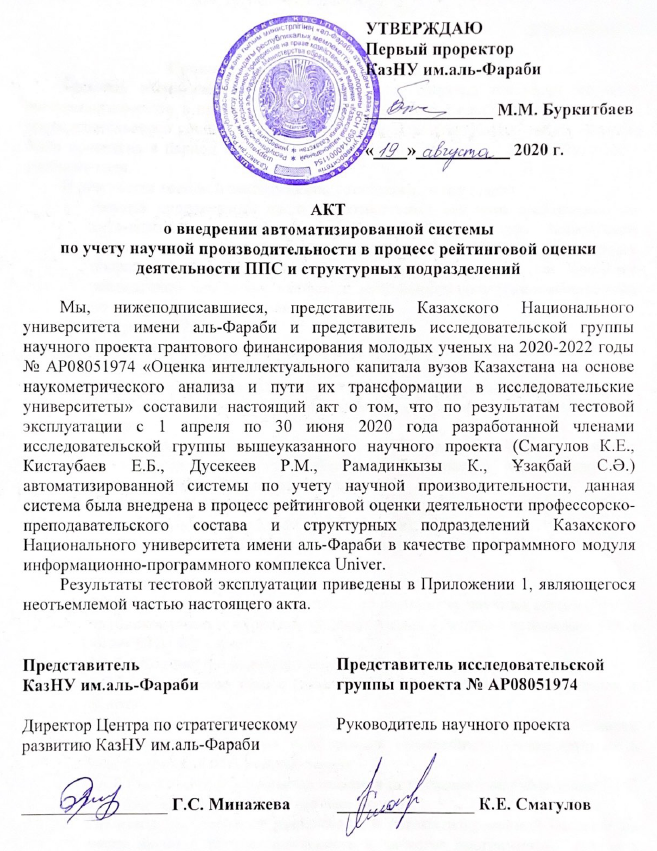 УТВЕРЖДАЮ
Первый проректор
КазНУ им.аль-Фараби
М.М. Буркитбаев
«19» августа 2020 г.
АКТ
о внедрении автоматизированной системы
по учету научной производительности в процесс рейтинговой оценки
деятельности ППС и структурных подразделений
Мы, нижеподписавшиеся, представитель Казахского Национального
университета имени аль-Фараби и представитель исследовательской группы
научного проекта грантового финансирования молодых ученых на 2020-2022 годы
№ АР08051974 «Оценка интеллектуального капитала вузов Казахстана на основе
наукометрического анализа и пути их трансформации в исследовательские
университеты» составили настоящий акт о том, что по результатам тестовой
эксплуатации с 1 апреля по 30 июня 2020 года разработанной членами
исследовательской группы вышеуказанного научного проекта (Смагулов К.Е.,
Кистаубаев Е.Б., Дусекеев Р.М., Рамадинкызы К., Ұзақбай С.Ә.)
автоматизированной системы по учету научной производительности, данная
система была внедрена в процесс рейтинговой оценки деятельности профессорско-
преподавательского состава и структурных подразделений Казахского
Национального университета имени аль-Фараби в качестве программного модуля
информационно-программного комплекса Univer.
Результаты тестовой эксплуатации приведены в Приложении 1, являющегося
неотъемлемой частью настоящего акта.
Представитель
КазНУ им.аль-Фараби
Директор Центра по стратегическому
развитию КазНУ им.аль-Фараби
Г.С. Минажева
Представитель исследовательской
группы проекта № АР08051974
Руководитель научного проекта
К.Е. Смагулов